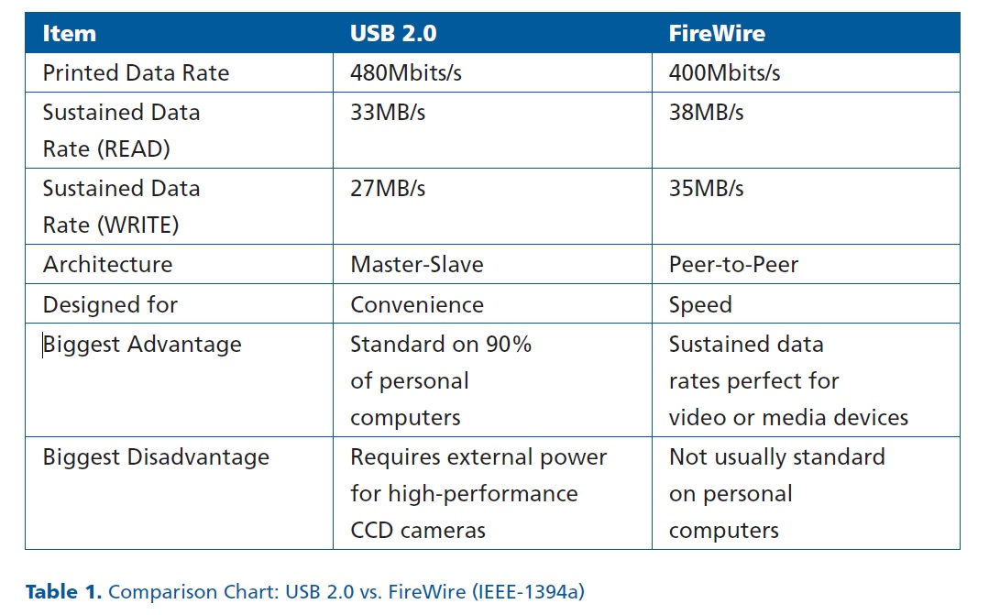 Item USB 2.0 FireWire
Printed Data Rate 480Mbits/s 400Mbits/s
Sustained Data 33MB/s 38MB/s
Rate (READ)
Sustained Data 27MB/s 35MB/s
Rate (WRITE)
Architecture Master-Slave Peer-to-Peer
Designed for Convenience Speed
Biggest Advantage Standard on 90% Sustained data
of personal rates perfect for
computers video or media devices
Biggest Disadvantage Requires external power Not usually standard
for high-performance on personal
CCD cameras computers
Table 1. Comparison Chart: USB 2.0 vs. FireWire (IEEE-1394a)